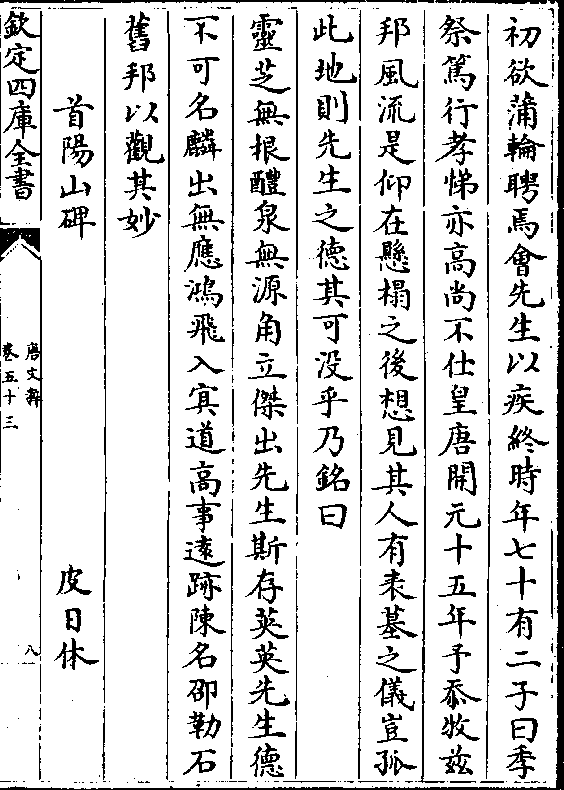 初欲蒲輪聘焉會先生以疾終時年七十有二子曰季
祭篤行孝悌亦高尚不仕皇唐開元十五年予忝牧兹
邦風流是仰在懸榻之後想見其人有表墓之儀豈孤
此地則先生之德其可没乎乃銘曰
靈芝無根醴泉無源角立傑出先生斯存英英先生德
不可名麟出無應鴻飛入㝠道高事逺跡陳名卲勒石
舊邦以觀其妙
首陽山碑 皮日休
欽定四庫全書
唐文粹
卷五十三
八